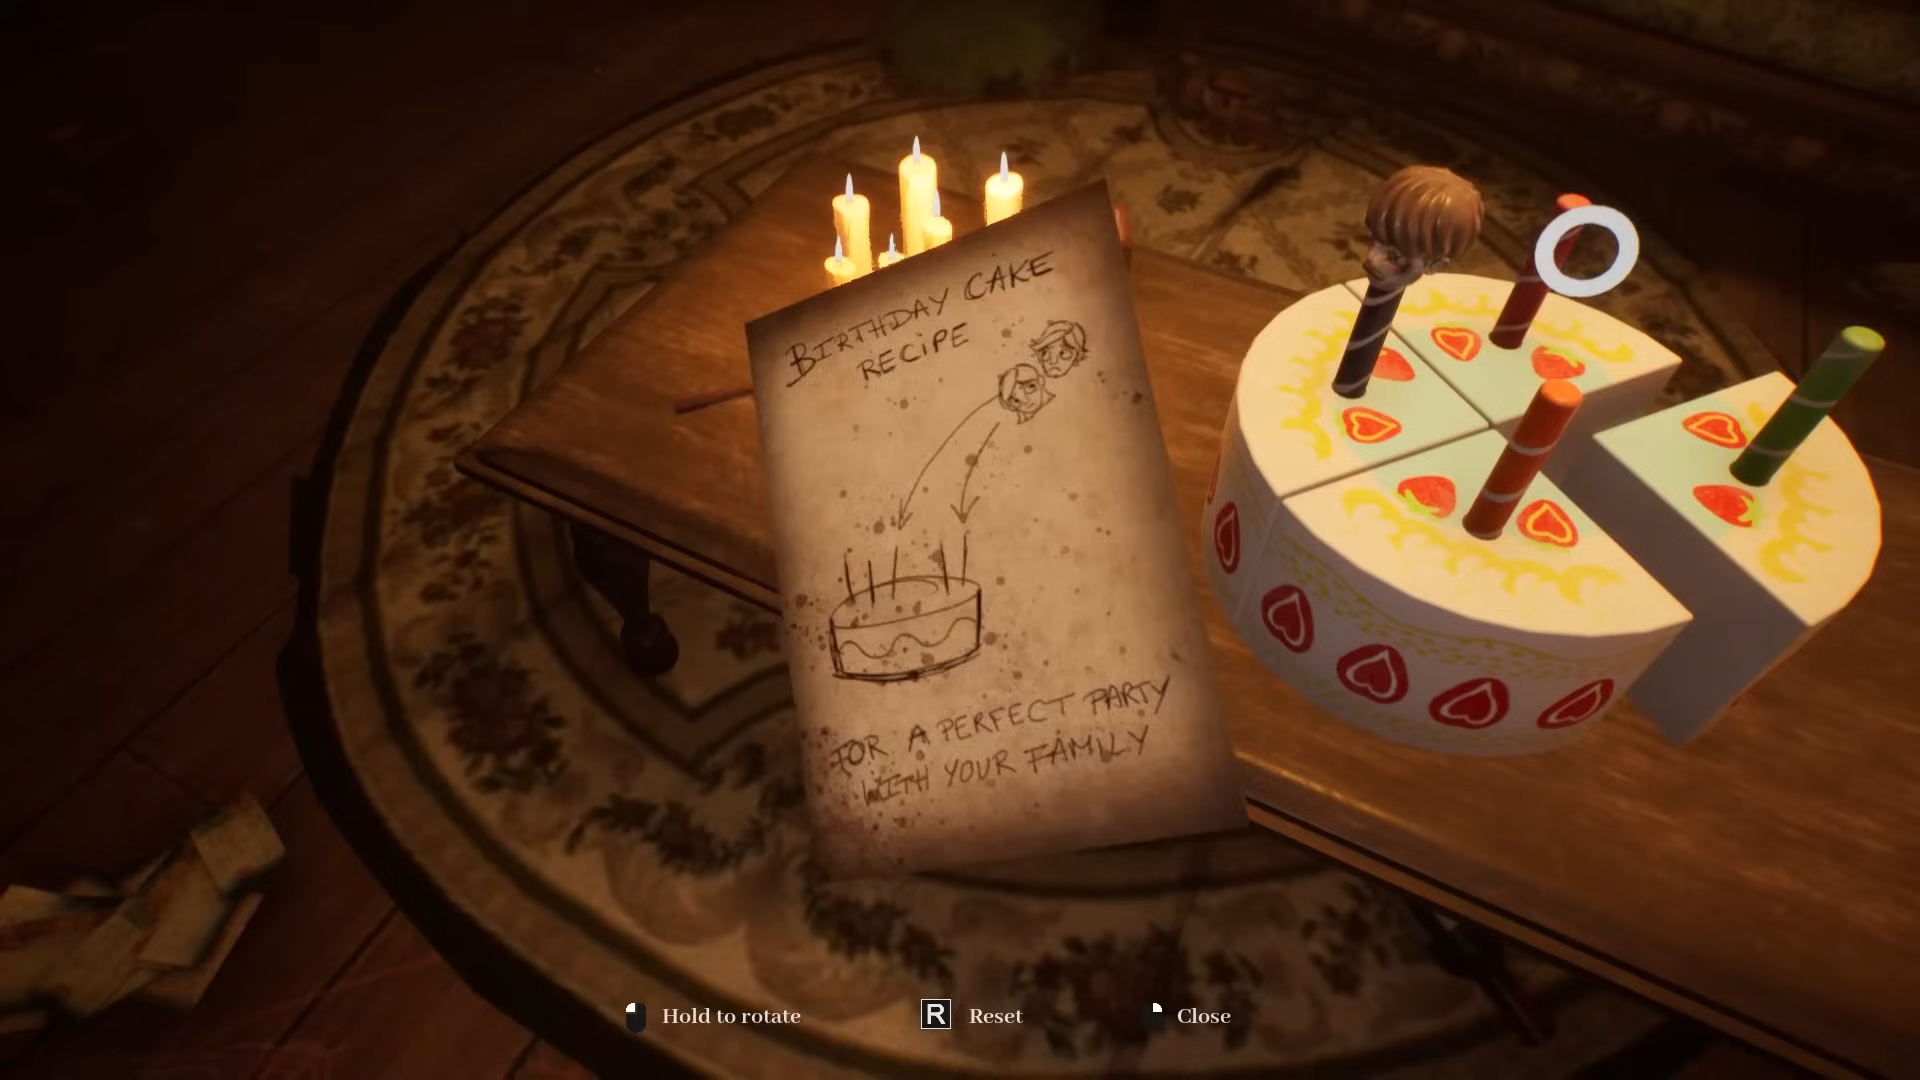 BIRTHDAY CAKE
RECIPE
FOR A PERFECT PARTY
WITH YOUR FAMILY
Hold to rotate
R Reset
Close